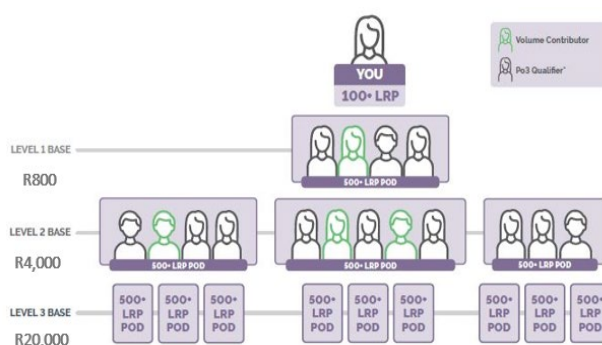 Volume Contributor
Po3 Qualifier*
YOU
100+ LRP
LEVEL 1 BASE
R800
500+ LRP POD
LEVEL 2 BASE
R4,000
500+ LRP POD
500+ LRP POD
500+ LRP POD
LEVEL 3 BASE
R20,000
500+
LRP
POD
500+
LRP
POD
500+
LRP
POD
500+
LRP
POD
500+
LRP
POD
500+
LRP
POD
500+
LRP
POD
500+
LRP
POD
500+
LRP
POD